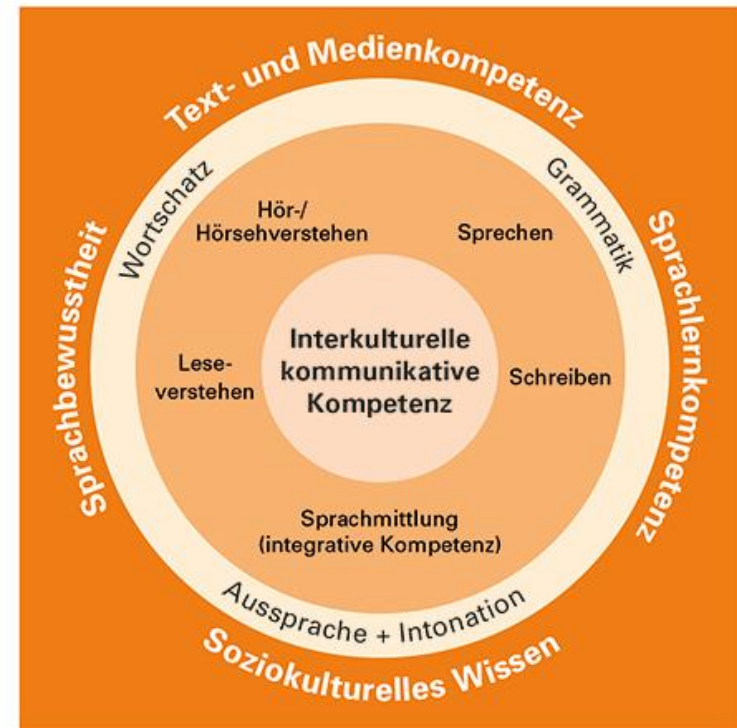 Text- und Medienkompetenz
Wortschatz
Grammatik
Hör-/
Hörsehverstehen
Sprechen
Sprachbewusstheit
Sprachlernkompetenz
Interkulturelle
kommunikative
Kompetenz
Lese-
verstehen
Schreiben
Sprachmittlung
(integrative Kompetenz)
Aussprache + Intonation
Soziokulturelles Wissen